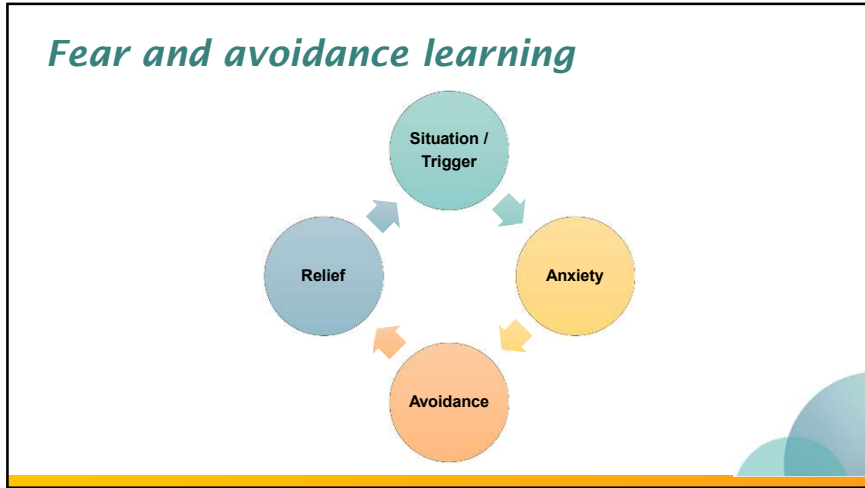 Fear and avoidance learning
Situation /
Trigger
Anxiety
Avoidance
Relief